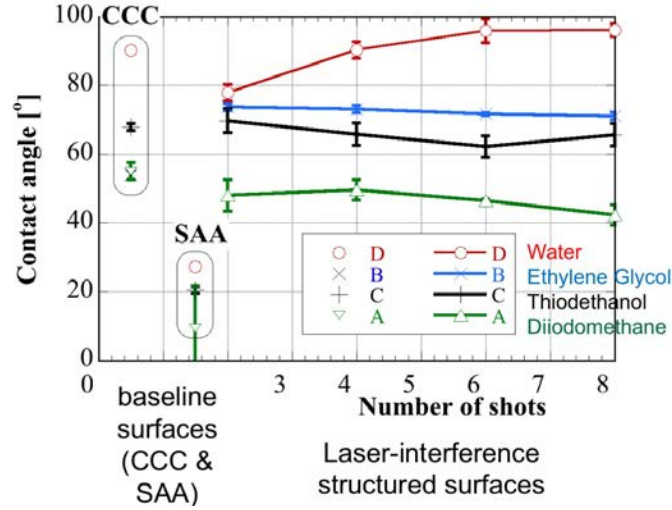 Contact angle [°]
100
80
60
40
20
0
CCC
SAA
D
B
C
A
D
B
C
A
Water
Ethylene Glycol
Thiodethanol
Diiodomethane
0
3
4
5
6
7
8
Number of shots
baseline
surfaces
(CCC &
SAA)
Laser-interference
structured surfaces